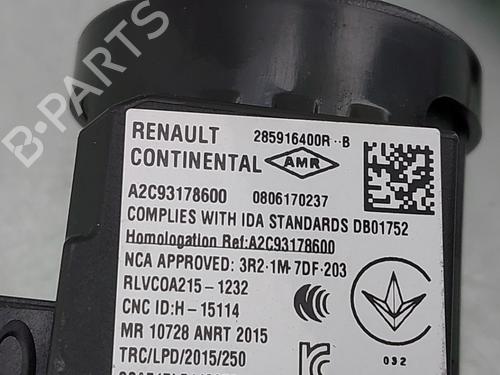 B-PARTS
RENAULT 285916400R--B
CONTINENTAL AMR
A2C93178600 0806170237
COMPLIES WITH IDA STANDARDS DB01752
Homologation Ref:A2C93178600
NCA APPROVED: 3R2-1M-7DF-203
RLVCOA215-1232
CNC ID:H-15114
MR 10728 ANRT 2015
TRC/LPD/2015/250
032